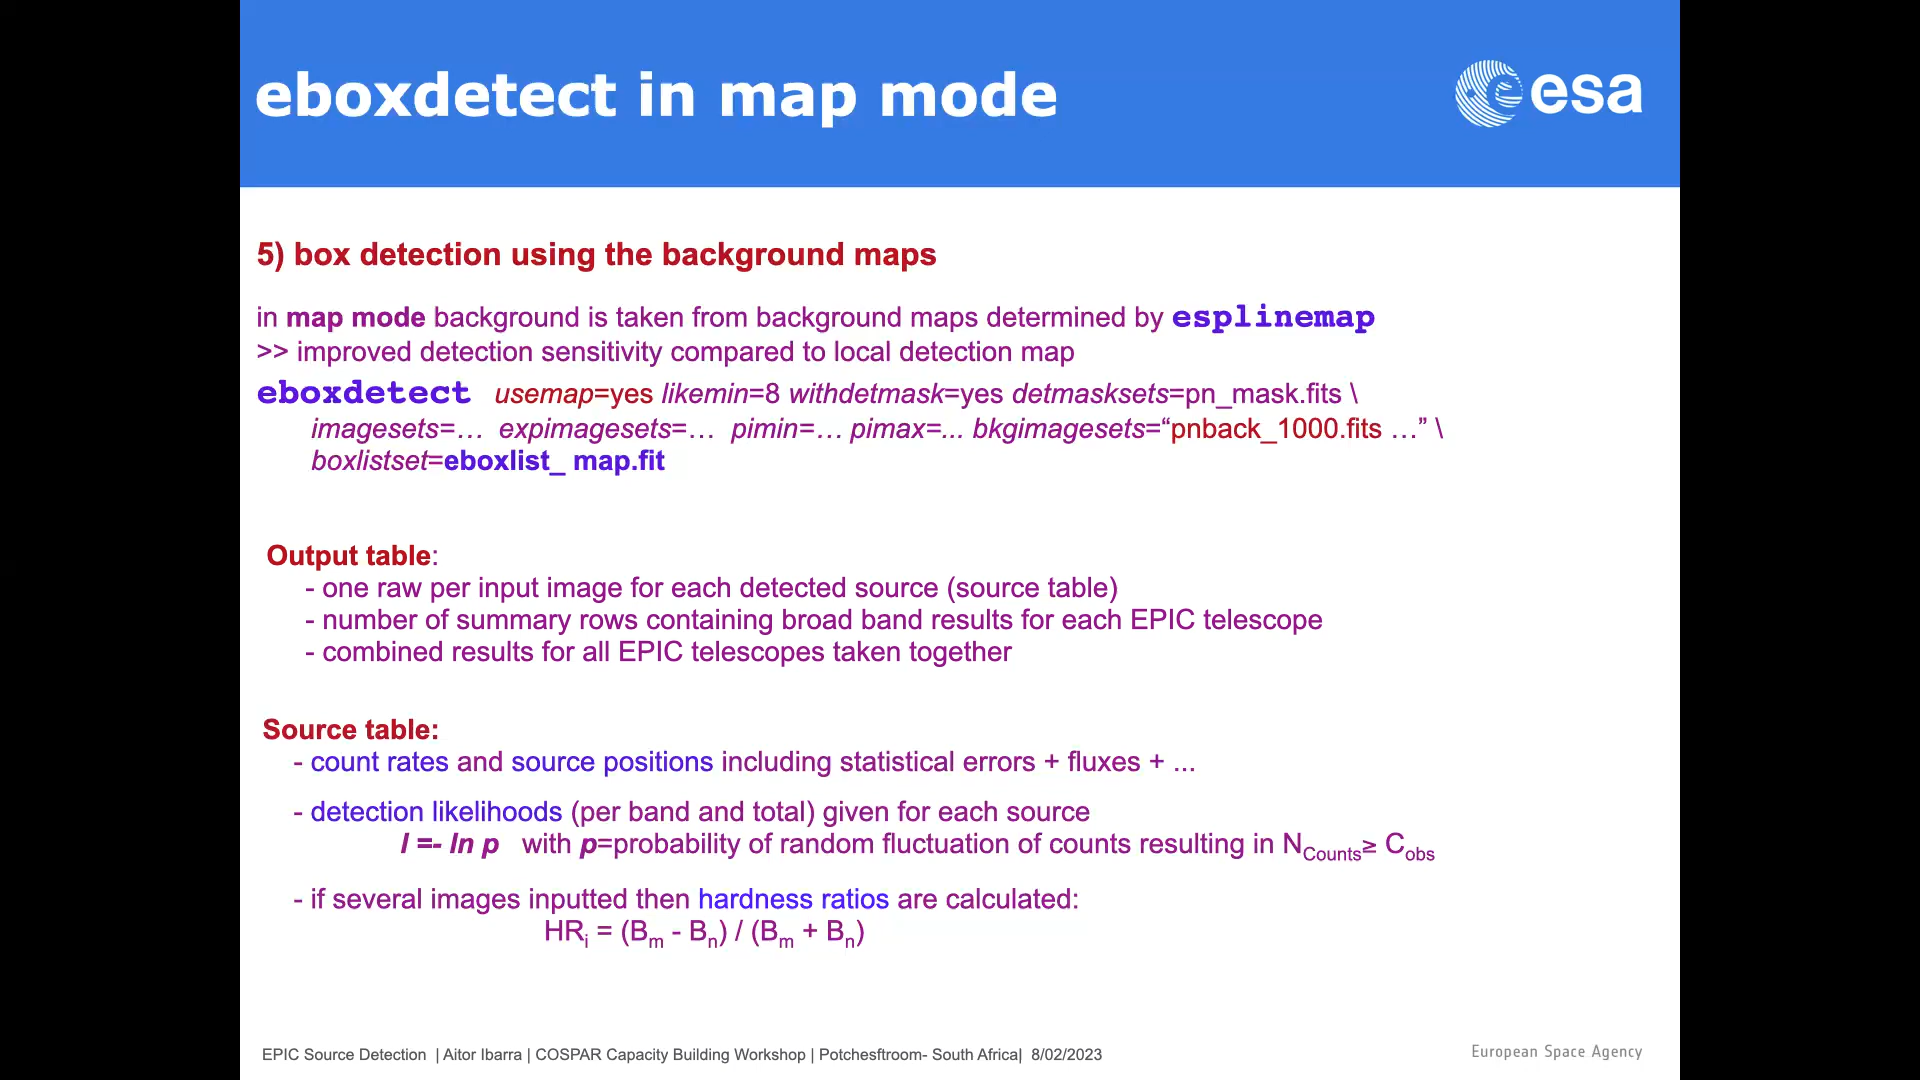 eboxdetect in map mode
esa
5) box detection using the background maps
in map mode background is taken from background maps determined by esplinemap
>> improved detection sensitivity compared to local detection map
eboxdetect usemap=yes likemin=8 withdetmask=yes detmasksets=pn_mask.fits \
imagesets=… expimagesets=… pimin=… pimax=... bkgimagesets=“pnback_1000.fits …” \
boxlistset=eboxlist_ map.fit
Output table:
- one raw per input image for each detected source (source table)
- number of summary rows containing broad band results for each EPIC telescope
- combined results for all EPIC telescopes taken together
Source table:
- count rates and source positions including statistical errors + fluxes + ...
- detection likelihoods (per band and total) given for each source
l =- ln p with p=probability of random fluctuation of counts resulting in NCounts≥ Cobs
- if several images inputted then hardness ratios are calculated:
HRi = (Bm - Bn) / (Bm + Bn)
EPIC Source Detection | Aitor Ibarra | COSPAR Capacity Building Workshop | Potchesftroom- South Africa| 8/02/2023
European Space Agency